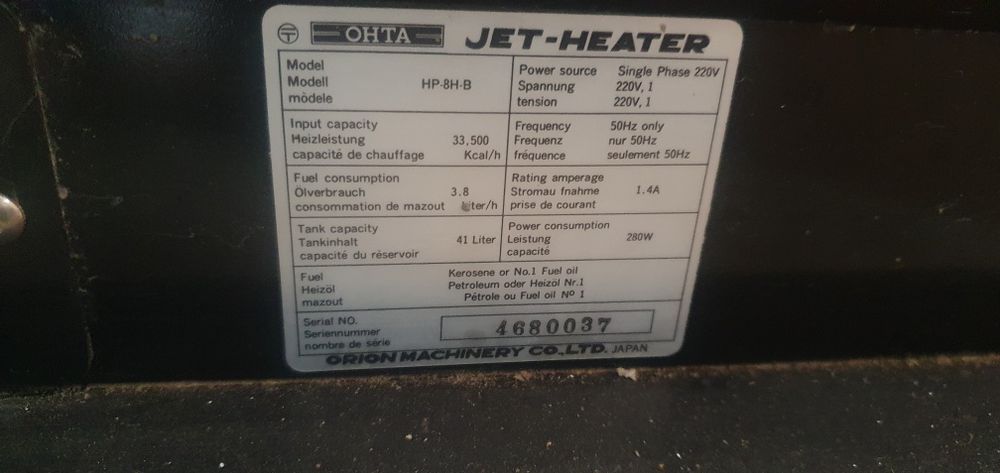 〒 OHTA JET-HEATER
Model
Modell
modèle
HP-8H-B
Power source Single Phase 220V
Spannung 220V, 1
tension 220V, 1
Input capacity
Heizleistung 33,500
capacité de chauffage Kcal/h
Frequency 50Hz only
Frequenz nur 50Hz
fréquence seulement 50Hz
Fuel consumption
Ölverbrauch 3.8
consommation de mazout Liter/h
Rating amperage
Stromau fnahme 1.4A
prise de courant
Tank capacity
Tankinhalt 41 Liter
capacité du réservoir
Power consumption
Leistung 280W
capacité
Fuel
Heizöl
mazout
Kerosene or No.1 Fuel oil
Petroleum oder Heizöl Nr.1
Pétrole ou Fuel oil Nº 1
Serial NO.
Seriennummer
nombre de série
4680037
ORION MACHINERY CO.,LTD. JAPAN